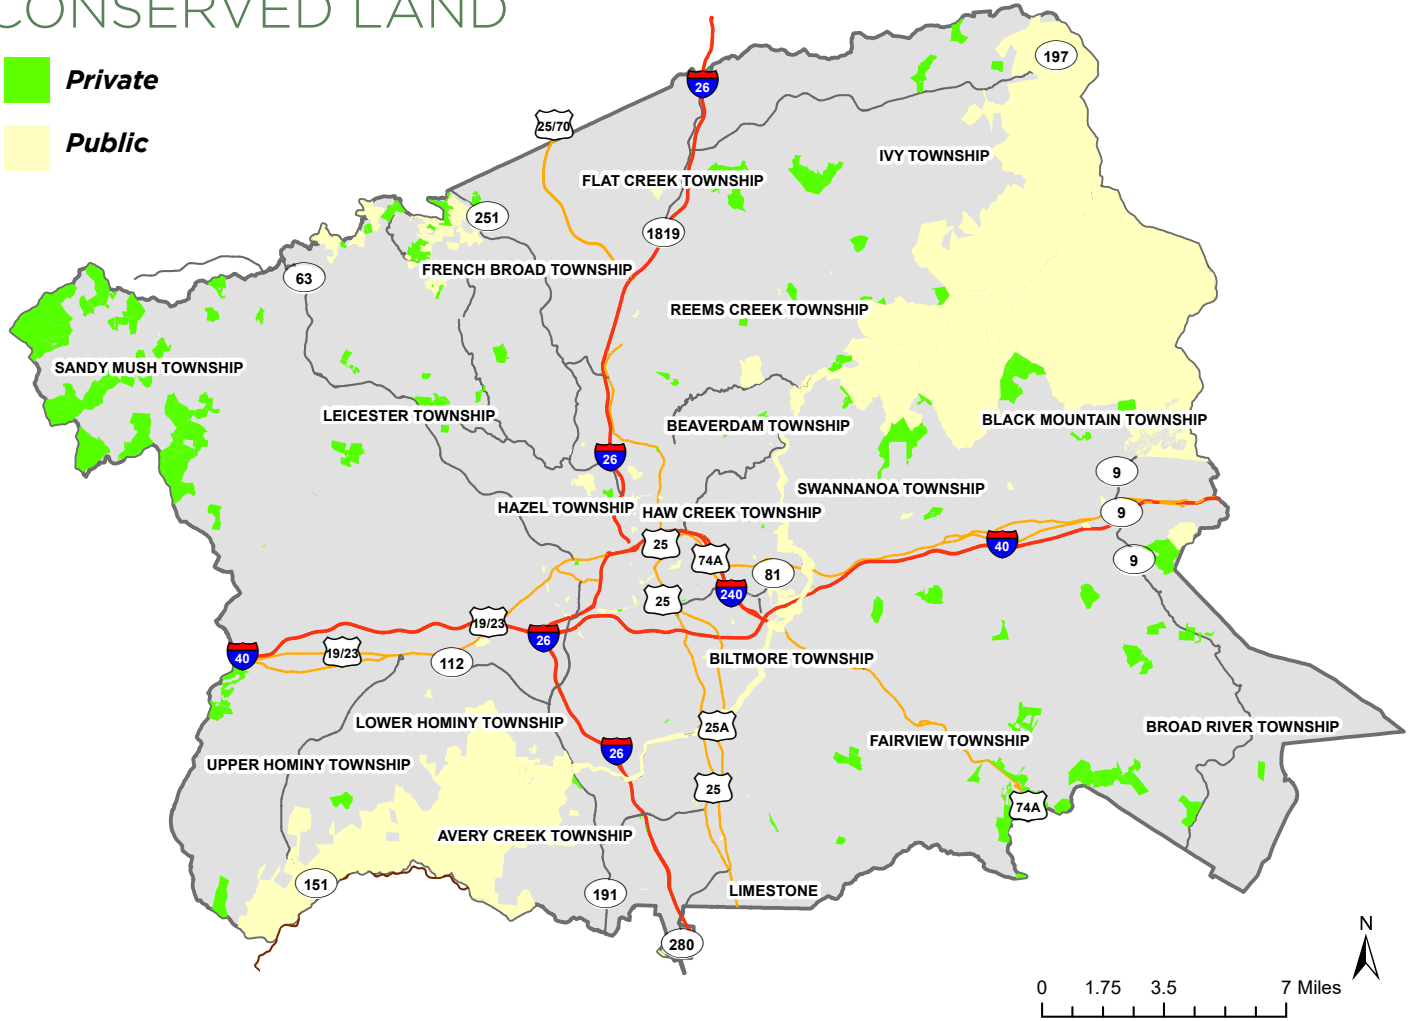 CONSERVED LAND
Private
Public
26
197
25/70
IVY TOWNSHIP
FLAT CREEK TOWNSHIP
251
1819
FRENCH BROAD TOWNSHIP
63
REEMS CREEK TOWNSHIP
SANDY MUSH TOWNSHIP
LEICESTER TOWNSHIP
BEAVERDAM TOWNSHIP
BLACK MOUNTAIN TOWNSHIP
26
9
SWANNANOA TOWNSHIP
HAZEL TOWNSHIP
HAW CREEK TOWNSHIP
9
25
40
74A
9
81
240
25
19/23
26
19/23
40
112
BILTMORE TOWNSHIP
LOWER HOMINY TOWNSHIP
25A
BROAD RIVER TOWNSHIP
FAIRVIEW TOWNSHIP
26
UPPER HOMINY TOWNSHIP
25
74A
AVERY CREEK TOWNSHIP
151
191
LIMESTONE
280
N
0 1.75 3.5 7 Miles